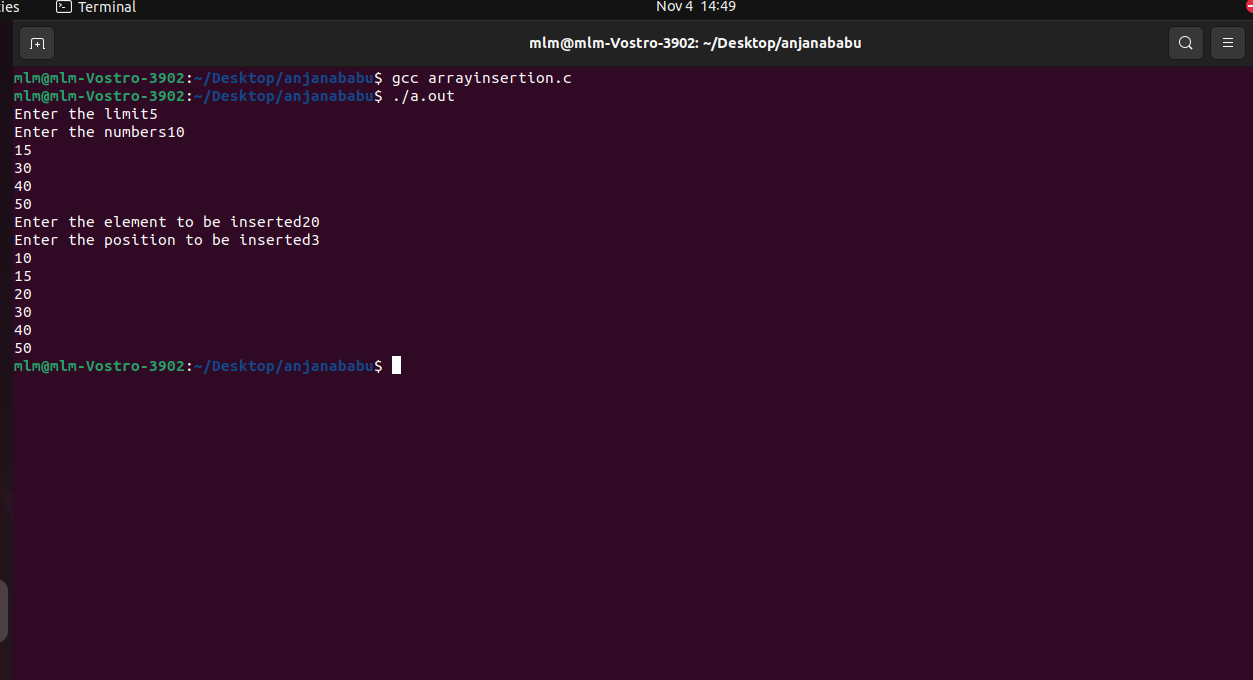 ies Terminal Nov 4 14:49
mlm@mlm-Vostro-3902: ~/Desktop/anjanababu
mlm@mlm-Vostro-3902:~/Desktop/anjanababu$ gcc arrayinsertion.c
mlm@mlm-Vostro-3902:~/Desktop/anjanababu$ ./a.out
Enter the limit5
Enter the numbers10
15
30
40
50
Enter the element to be inserted20
Enter the position to be inserted3
10
15
20
30
40
50
mlm@mlm-Vostro-3902:~/Desktop/anjanababu$